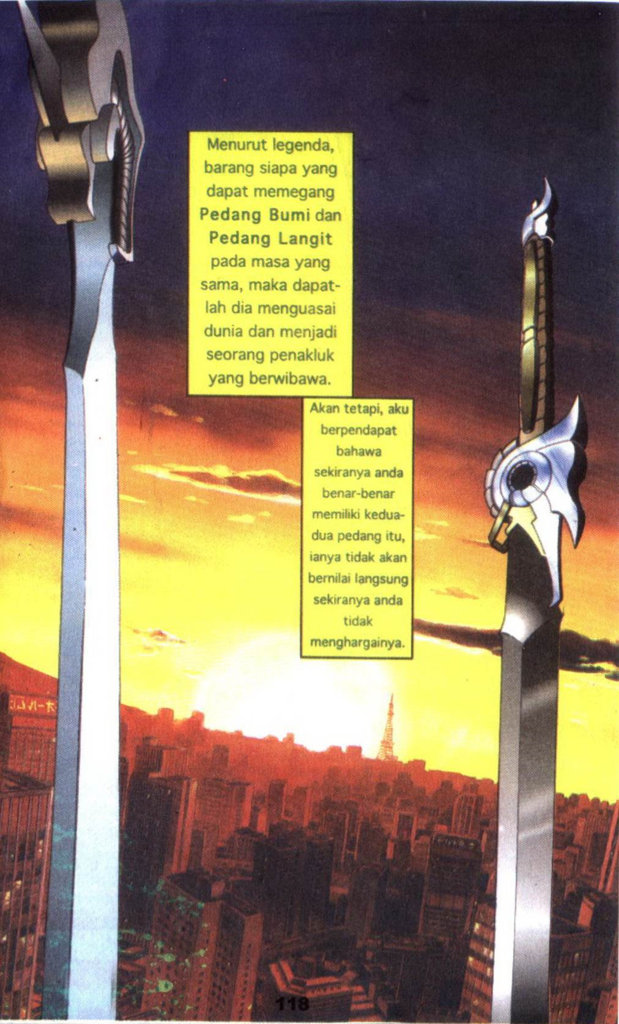 Menurut legenda,
barang siapa yang
dapat memegang
Pedang Bumi dan
Pedang Langit
pada masa yang
sama, maka dapat-
lah dia menguasai
dunia dan menjadi
seorang penakluk
yang berwibawa.
Akan tetapi, aku
berpendapat
bahawa
sekiranya anda
benar-benar
memiliki kedua-
dua pedang itu,
ianya tidak akan
bernilai langsung
sekiranya anda
tidak
menghargainya.
118